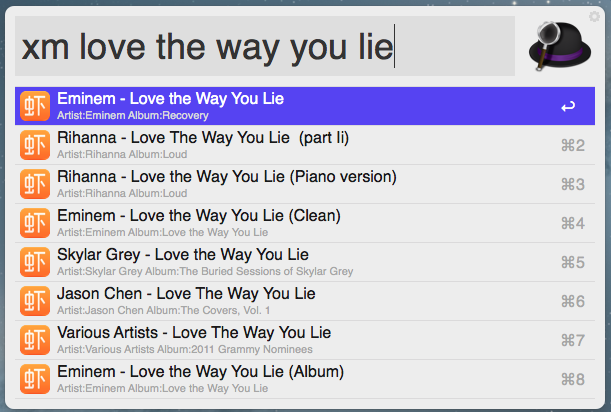 xm love the way you lie
虾 Eminem - Love the Way You Lie
Artist:Eminem Album:Recovery ↩
虾 Rihanna - Love The Way You Lie  (part Ii)
Artist:Rihanna Album:Loud ⌘2
虾 Rihanna - Love the Way You Lie (Piano version)
Artist:Rihanna Album:Loud ⌘3
虾 Eminem - Love the Way You Lie (Clean)
Artist:Eminem Album:Love the Way You Lie ⌘4
虾 Skylar Grey - Love the Way You Lie
Artist:Skylar Grey Album:The Buried Sessions of Skylar Grey ⌘5
虾 Jason Chen - Love The Way You Lie
Artist:Jason Chen Album:The Covers, Vol. 1 ⌘6
虾 Various Artists - Love The Way You Lie
Artist:Various Artists Album:2011 Grammy Nominees ⌘7
虾 Eminem - Love the Way You Lie (Album)
Artist:Eminem Album:Love the Way You Lie ⌘8